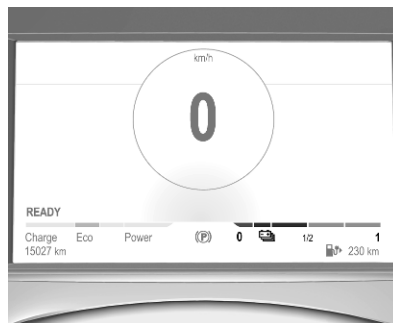 km/h
0
READY
Charge Eco Power (P) 0 1/2 1
15027 km 230 km